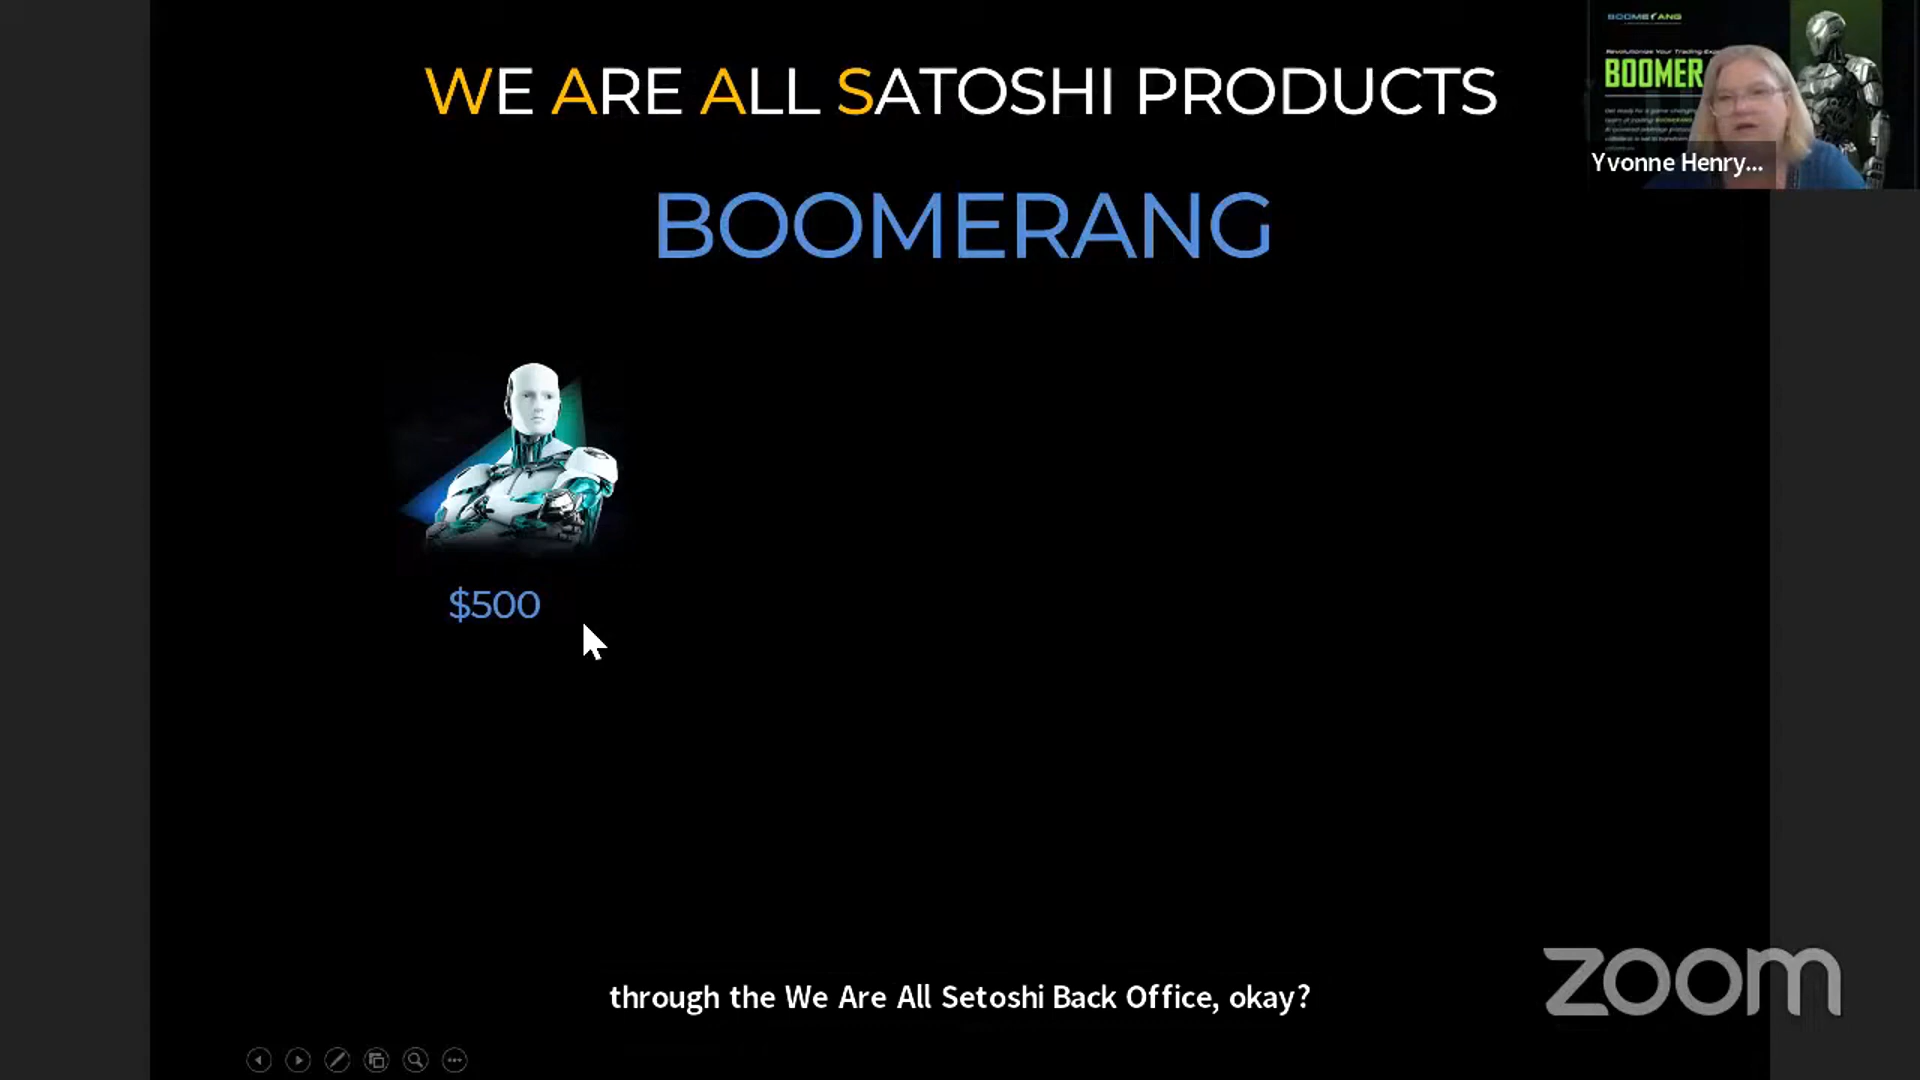 WE ARE ALL SATOSHI PRODUCTS
BOOMERANG
BOOMER
Yvonne Henry...
BOOMERANG
$500
through the We Are All Setoshi Back Office, okay?
zoom